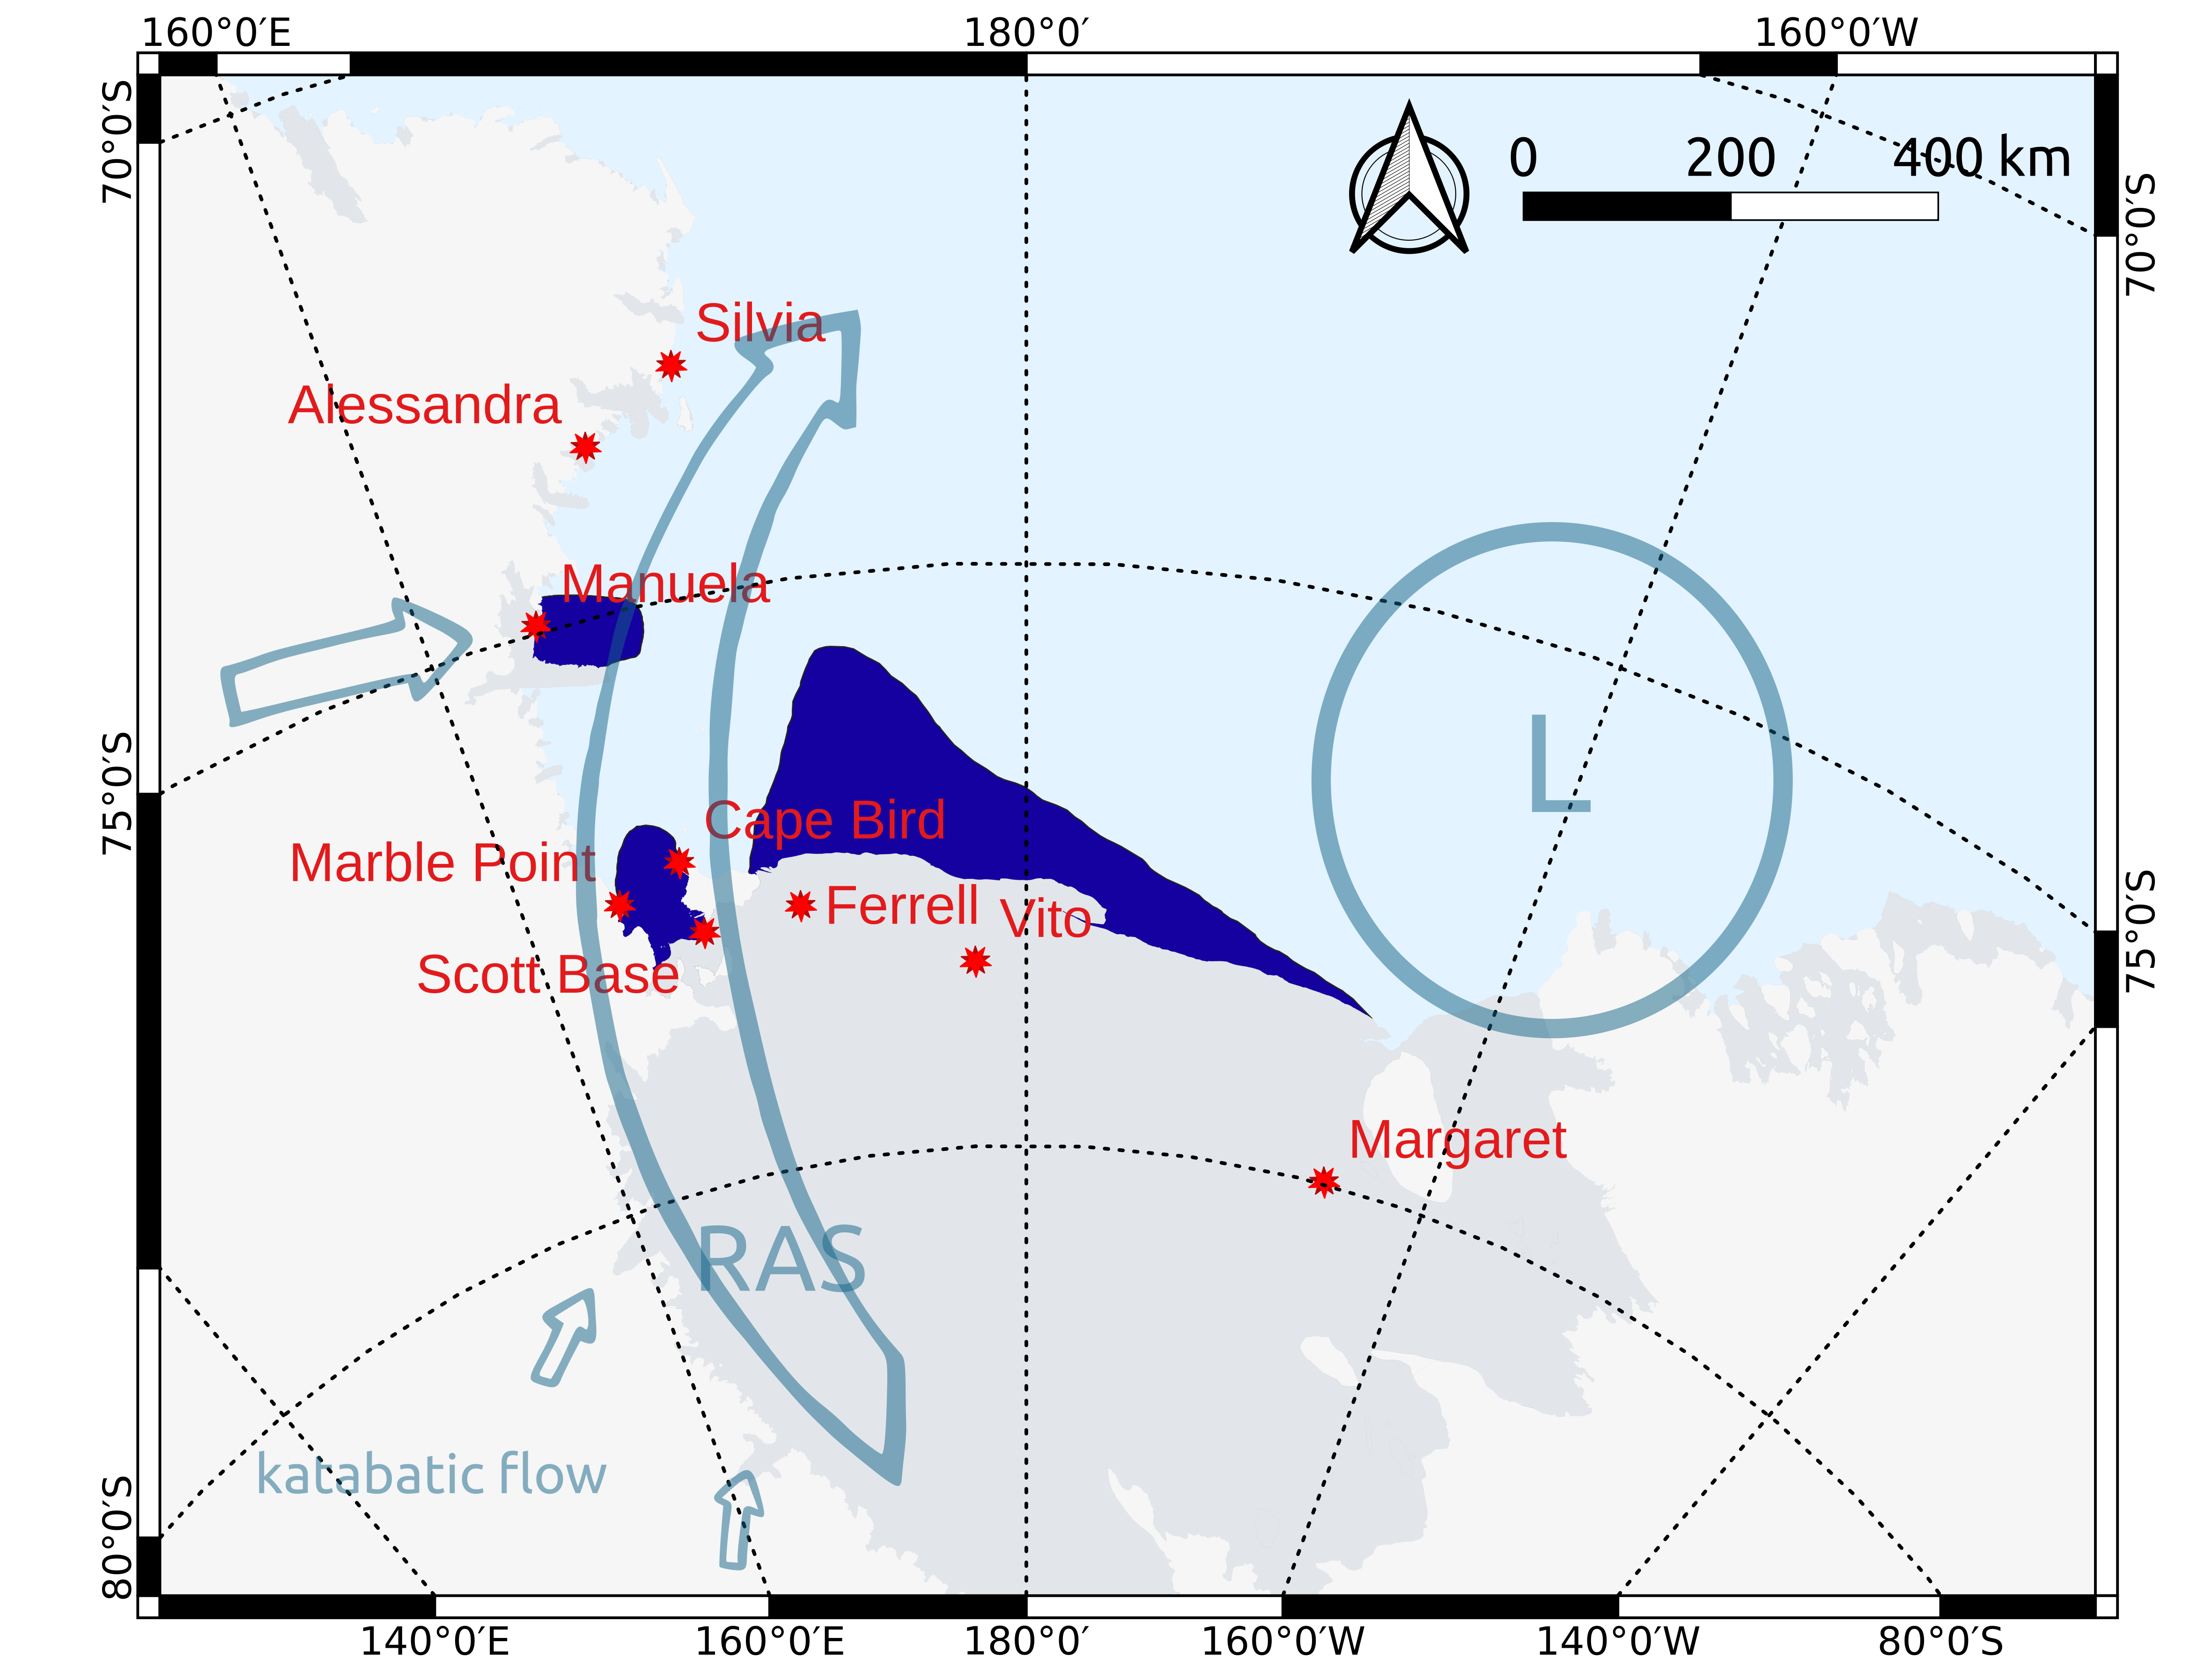 160°0′E 180°0′ 160°0′W
70°0′S
0 200 400 km
70°0′S
Silvia
Alessandra
Manuela
L
75°0′S
Cape Bird
Marble Point
Ferrell
Vito
75°0′S
Scott Base
Margaret
RAS
katabatic flow
80°0′S
140°0′E 160°0′E 180°0′ 160°0′W 140°0′W 80°0′S